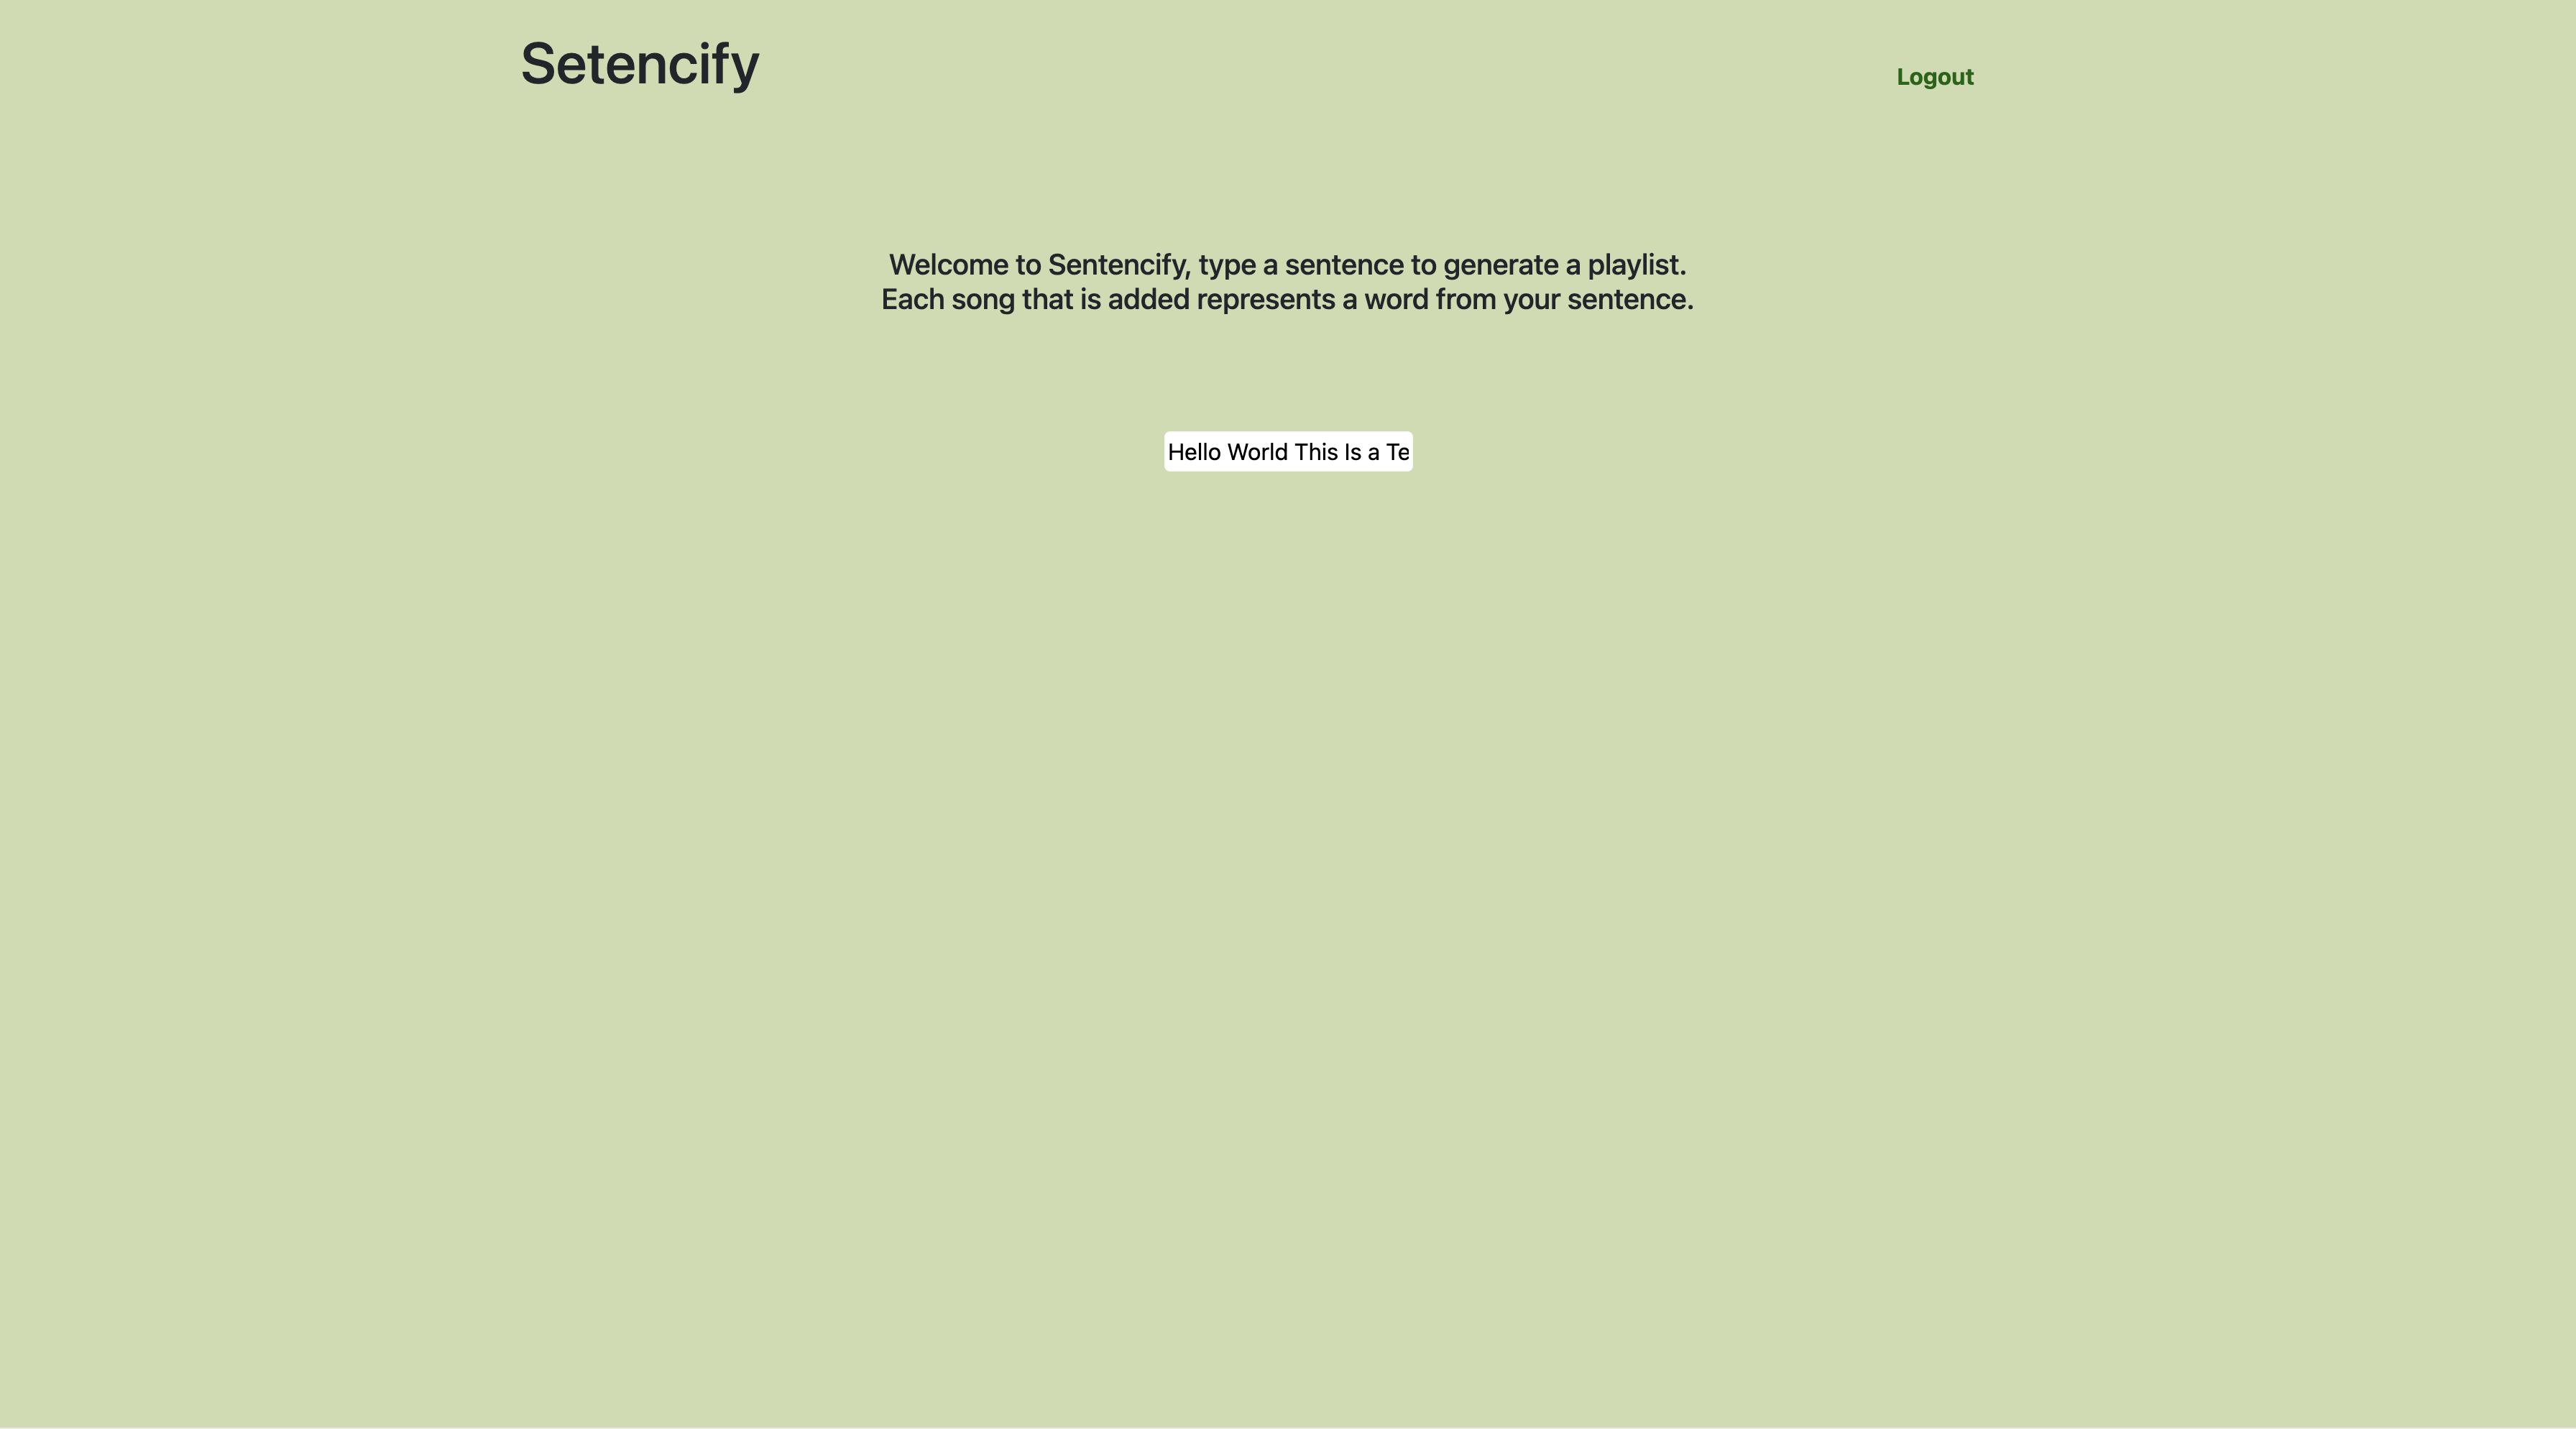 Setencify
Logout
Welcome to Sentencify, type a sentence to generate a playlist.
Each song that is added represents a word from your sentence.
Hello World This Is a Te